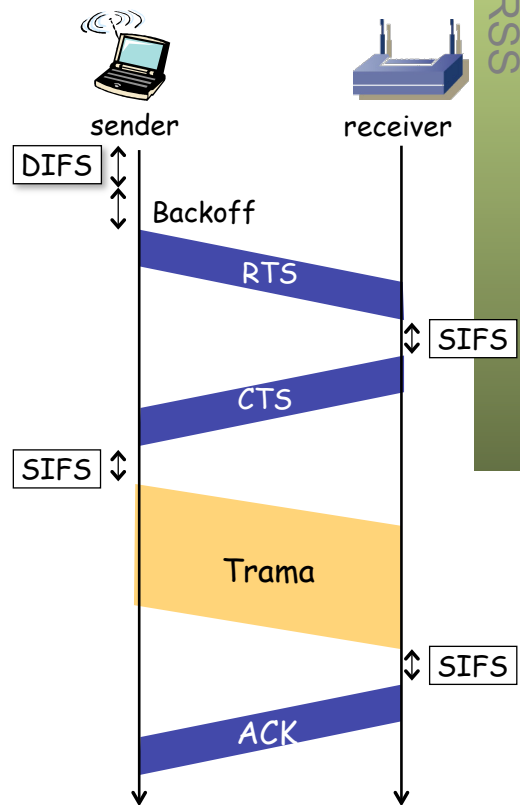 RSS
sender
receiver
DIFS
Backoff
RTS
SIFS
CTS
SIFS
Trama
SIFS
ACK